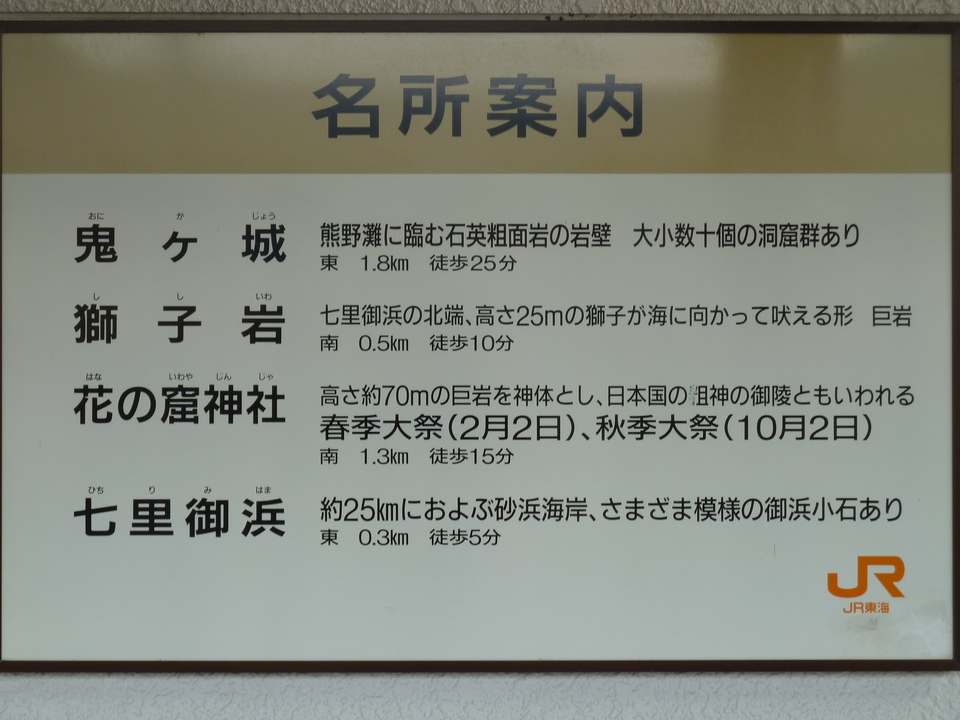 名所案内
おに が じょう
鬼ヶ城
熊野灘に臨む石英粗面岩の岩壁 大小数十個の洞窟群あり
東 1.8km 徒歩25分
し し いわ
獅子岩
七里御浜の北端、高さ25mの獅子が海に向かって吠える形 巨岩
南 0.5km 徒歩10分
はな いわや じん じゃ
花の窟神社
高さ約70mの巨岩を神体とし、日本国の祖神の御陵ともいわれる
春季大祭(2月2日)、秋季大祭(10月2日)
南 1.3km 徒歩15分
ひち り み はま
七里御浜
約25kmにおよぶ砂浜海岸、さまざま模様の御浜小石あり
東 0.3km 徒歩5分
JR
JR東海